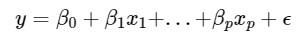 y = β₀ + β₁x₁+…+βₚxₚ + ϵ